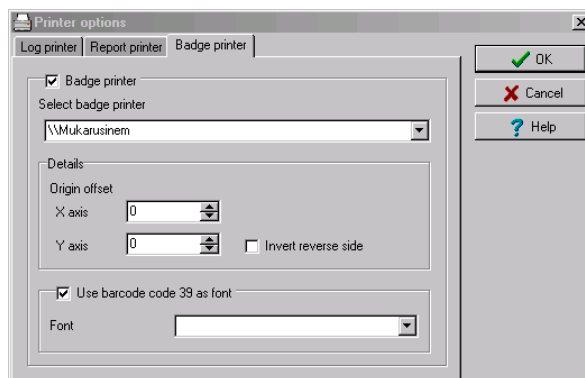 Printer options
Log printer Report printer Badge printer
OK
Cancel
Help
Badge printer
Select badge printer
\\Mukarusinem
Details
Origin offset
X axis 0
Y axis 0 Invert reverse side
Use barcode code 39 as font
Font